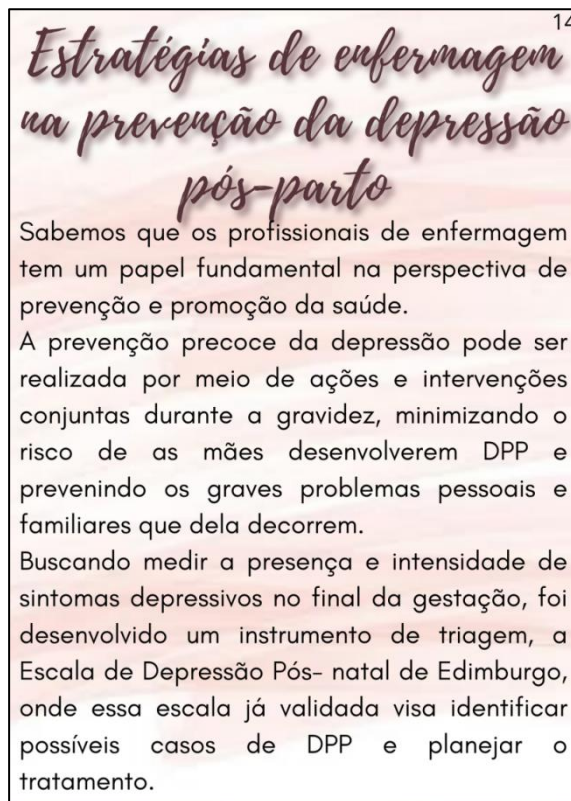 14
Estratégias de enfermagem
na prevenção da depressão
pós-parto
Sabemos que os profissionais de enfermagem
tem um papel fundamental na perspectiva de
prevenção e promoção da saúde.
A prevenção precoce da depressão pode ser
realizada por meio de ações e intervenções
conjuntas durante a gravidez, minimizando o
risco de as mães desenvolverem DPP e
prevenindo os graves problemas pessoais e
familiares que dela decorrem.
Buscando medir a presença e intensidade de
sintomas depressivos no final da gestação, foi
desenvolvido um instrumento de triagem, a
Escala de Depressão Pós- natal de Edimburgo,
onde essa escala já validada visa identificar
possíveis casos de DPP e planejar o
tratamento.